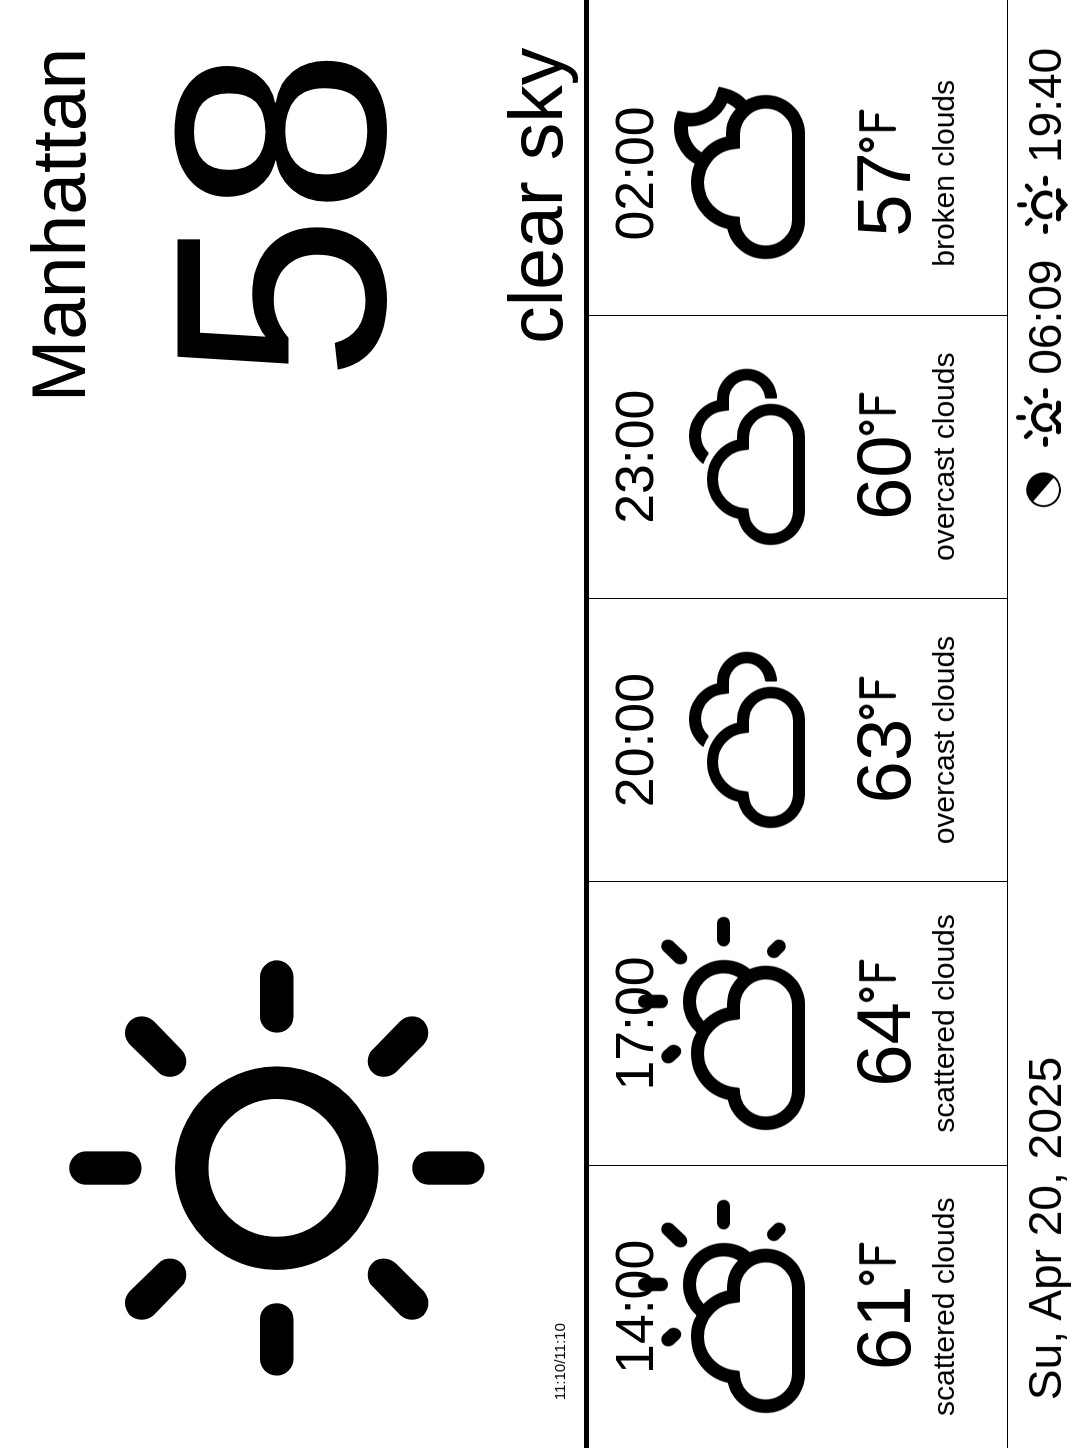 Manhattan
58
clear sky
11:10/11:10
14:00
61°F
scattered clouds
17:00
64°F
scattered clouds
20:00
63°F
overcast clouds
23:00
60°F
overcast clouds
02:00
57°F
broken clouds
Su, Apr 20, 2025
06:09 19:40